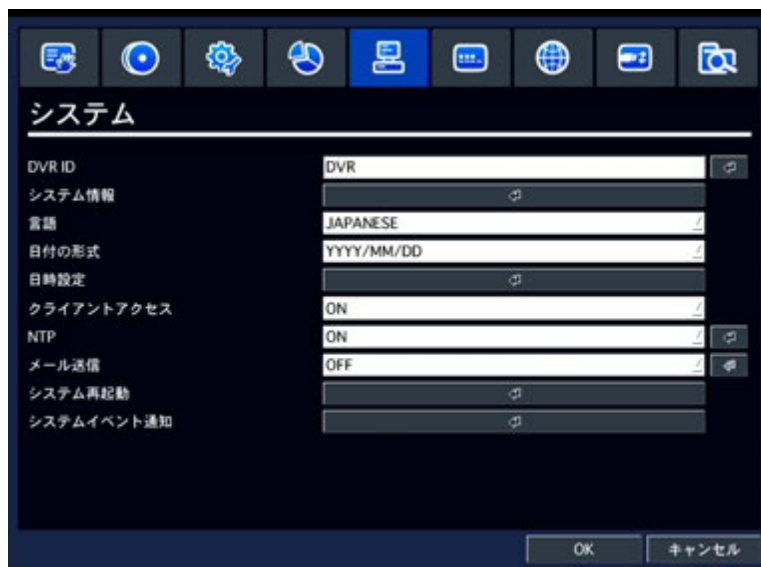 システム
DVR ID DVR
システム情報
言語 JAPANESE
日付の形式 YYYY/MM/DD
日時設定
クライアントアクセス ON
NTP ON
メール送信 OFF
システム再起動
システムイベント通知
OK キャンセル